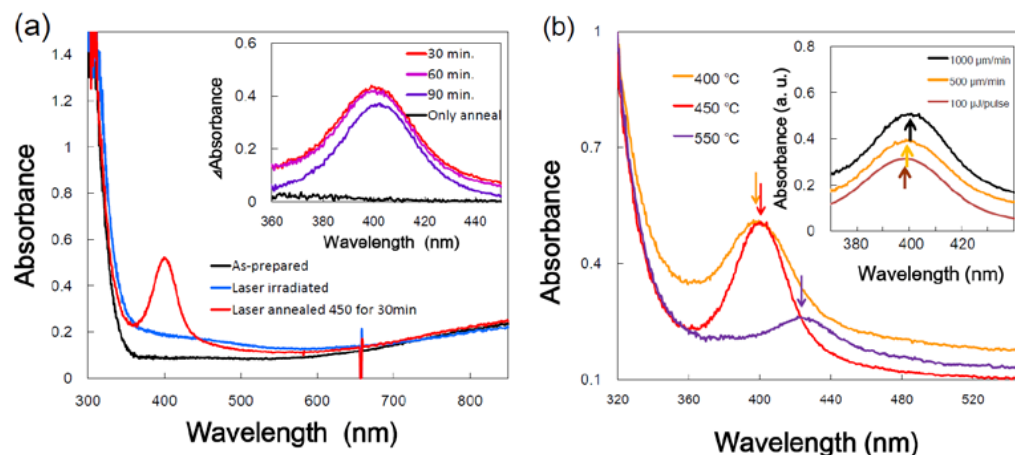 (a)
1.4
1.2
1
0.8
0.6
0.4
0.2
0
Absorbance
300 400 500 600 700 800
Wavelength (nm)
As-prepared
Laser irradiated
Laser annealed 450 for 30min
0.6
0.4
0.2
0
⊿Absorbance
360 380 400 420 440
Wavelength (nm)
30 min.
60 min.
90 min.
Only anneal
(b)
1
0.7
0.4
0.1
Absorbance
320 360 400 440 480 520
Wavelength (nm)
400 °C
450 °C
550 °C
0.8
0.6
0.4
0.2
0
Absorbance (a. u.)
380 400 420
Wavelength (nm)
1000 μm/min
500 μm/min
100 μJ/pulse